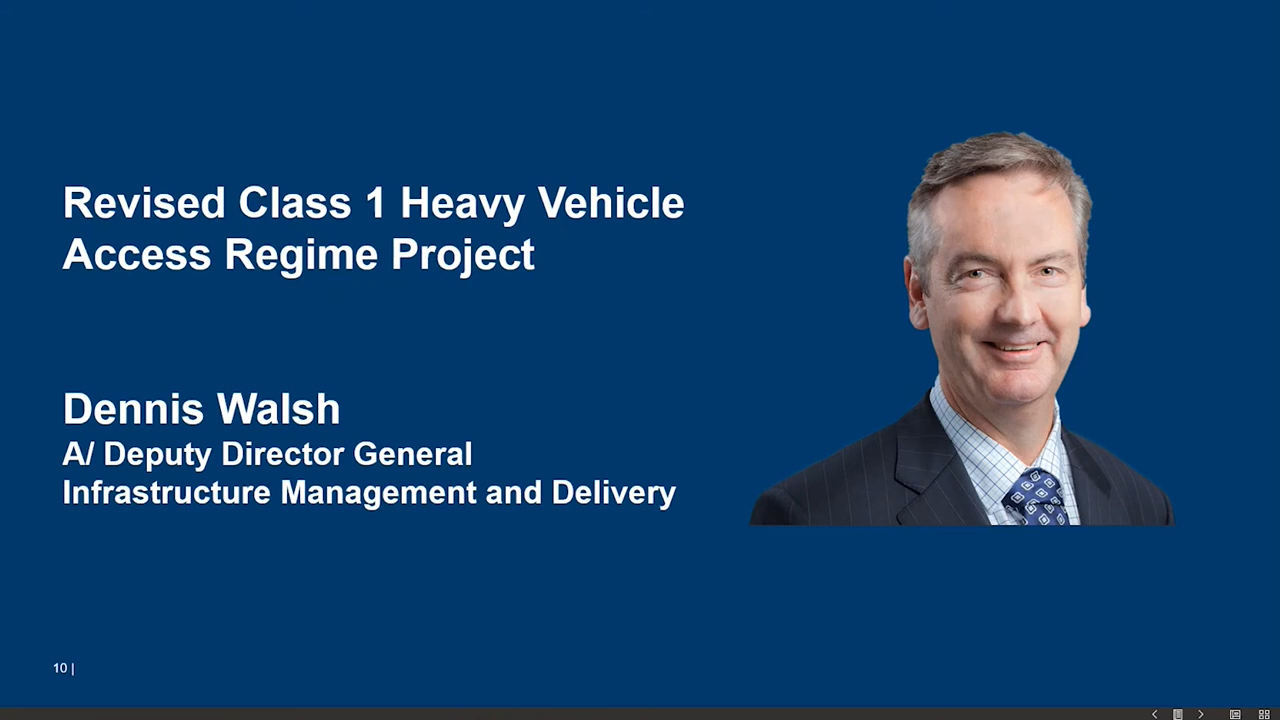 Revised Class 1 Heavy Vehicle
Access Regime Project
Dennis Walsh
A/ Deputy Director General
Infrastructure Management and Delivery
10 |